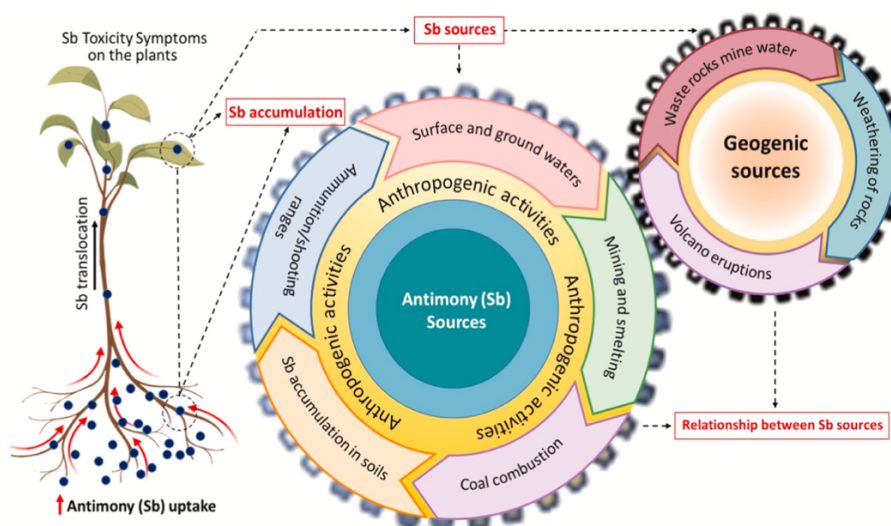 Sb Toxicity Symptoms
on the plants
Sb sources
Sb accumulation
Sb translocation
Antimony (Sb) uptake
Surface and ground waters
Mining and smelting
Coal combustion
Sb accumulation in soils
Ammunition/shooting
ranges
Anthropogenic activities
Anthropogenic activities
Anthropogenic activities
Antimony (Sb)
Sources
Waste rocks mine water
Weathering of rocks
Volcano eruptions
Geogenic
sources
Relationship between Sb sources